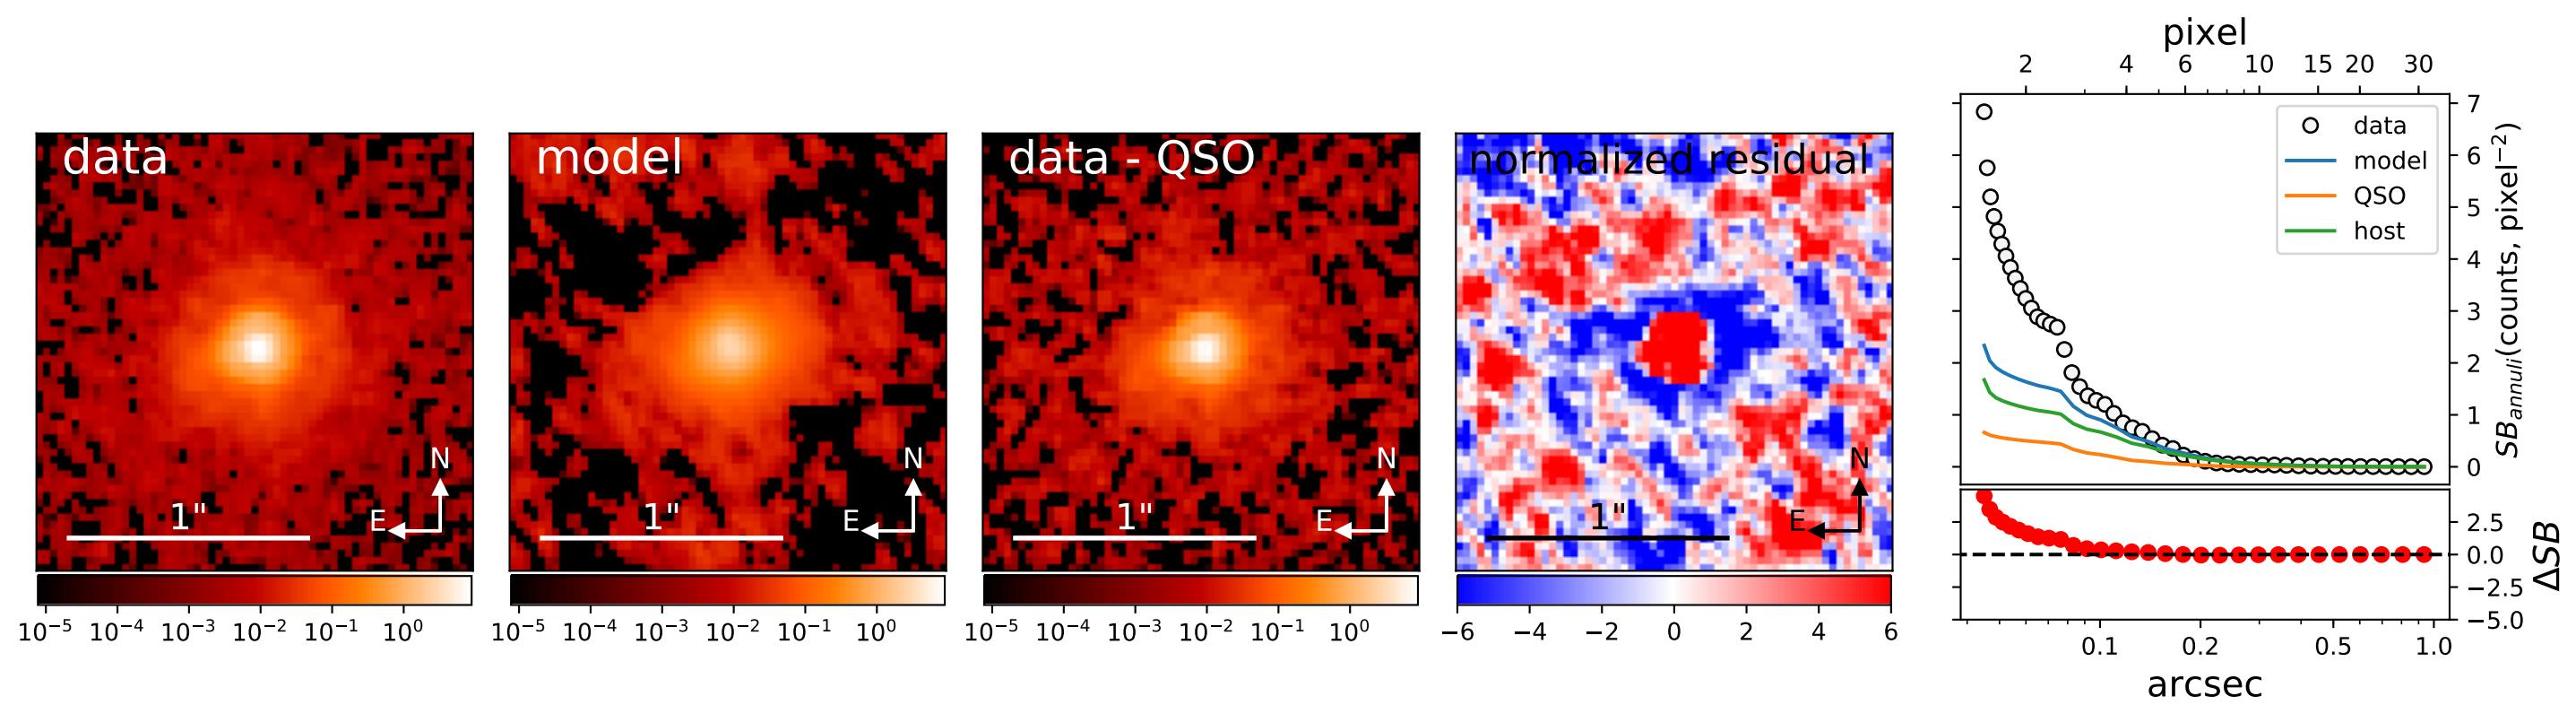 data
N
E
1"
10⁻⁵ 10⁻⁴ 10⁻³ 10⁻² 10⁻¹ 10⁰
model
N
E
1"
10⁻⁵ 10⁻⁴ 10⁻³ 10⁻² 10⁻¹ 10⁰
data - QSO
N
E
1"
10⁻⁵ 10⁻⁴ 10⁻³ 10⁻² 10⁻¹ 10⁰
normalized residual
N
E
1"
−6 −4 −2 0 2 4 6
pixel
2 4 6 10 15 20 30
data
model
QSO
host
7
6
5
4
3
2
1
0
SB_annuli(counts, pixel⁻²)
2.5
0.0
−2.5
−5.0
ΔSB
0.1 0.2 0.5 1.0
arcsec